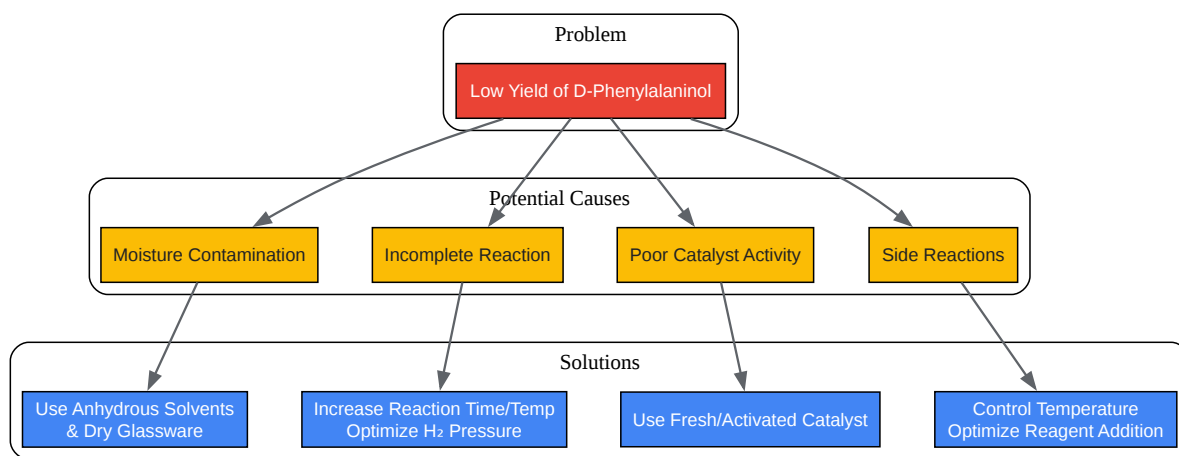 Problem
Low Yield of D-Phenylalaninol
Potential Causes
Moisture Contamination
Incomplete Reaction
Poor Catalyst Activity
Side Reactions
Solutions
Use Anhydrous Solvents
& Dry Glassware
Increase Reaction Time/Temp
Optimize H₂ Pressure
Use Fresh/Activated Catalyst
Control Temperature
Optimize Reagent Addition